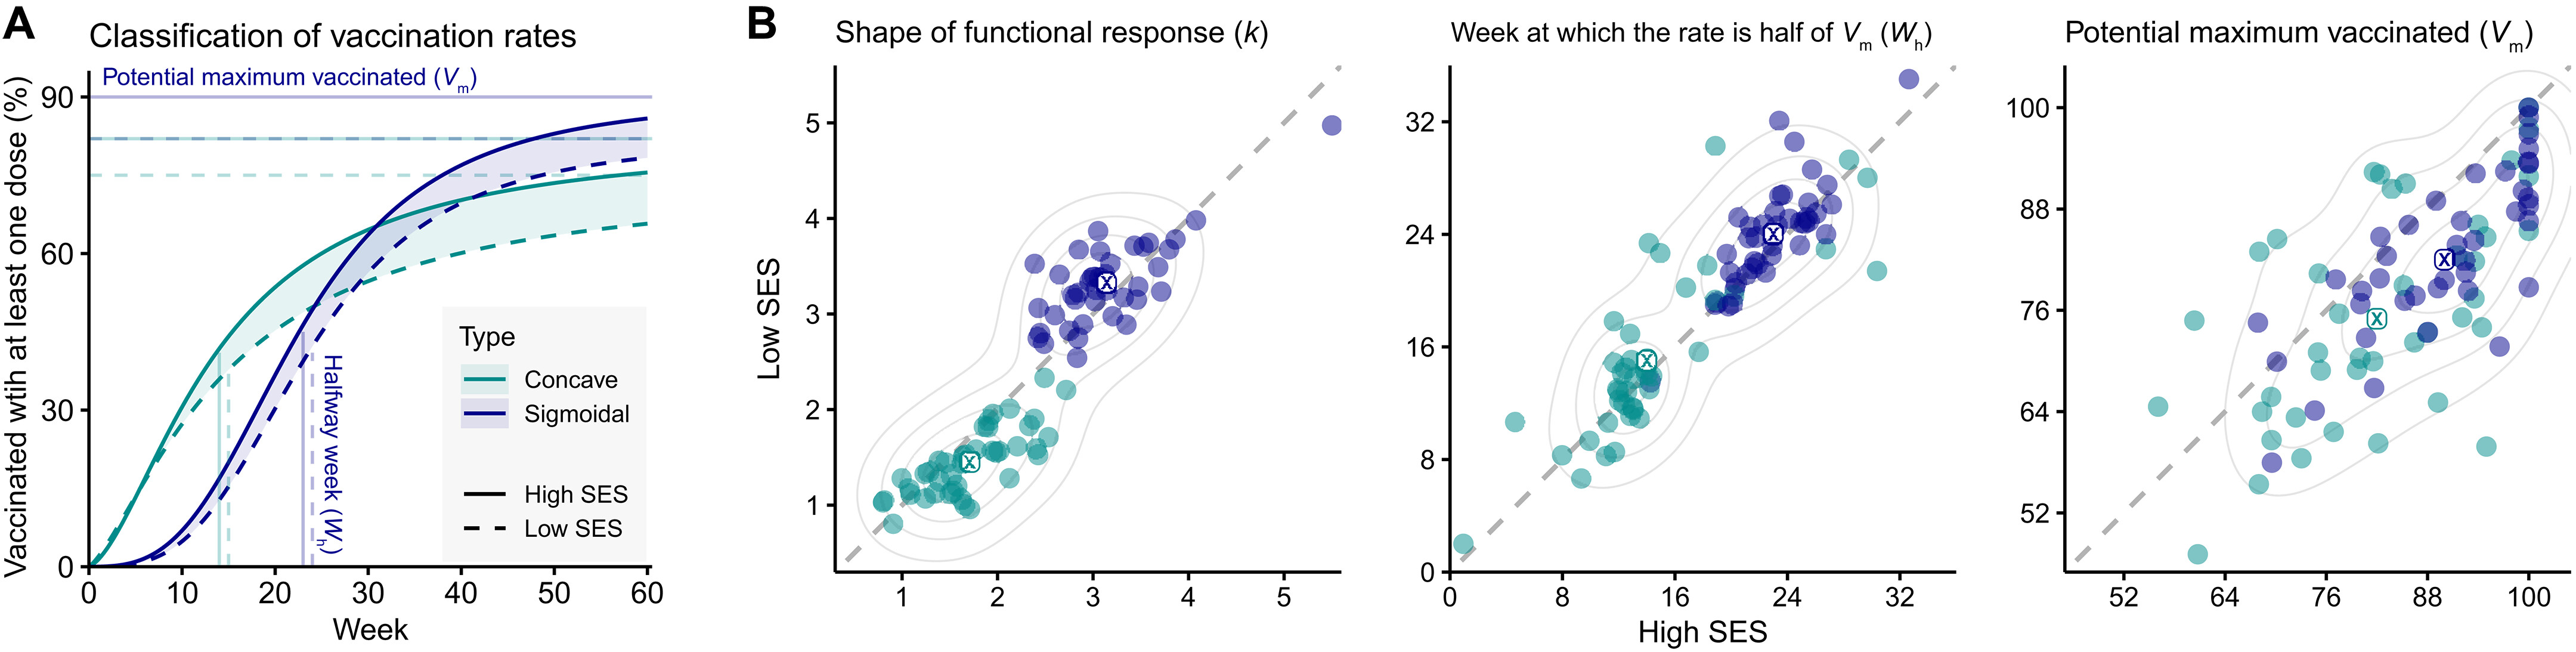 A
Classification of vaccination rates
Potential maximum vaccinated (Vm)
Vaccinated wtih at least one dose (%)
90
60
30
0
Halfway week (Wh)
Type
Concave
Sigmoidal
High SES
Low SES
0 10 20 30 40 50 60
Week
B
Shape of functional response (k)
Low SES
5
4
3
2
1
1 2 3 4 5
Week at which the rate is half of Vm (Wh)
32
24
16
8
0
0 8 16 24 32
High SES
Potential maximum vaccinated (Vm)
100
88
76
64
52
52 64 76 88 100
X
X
X
X
X
X